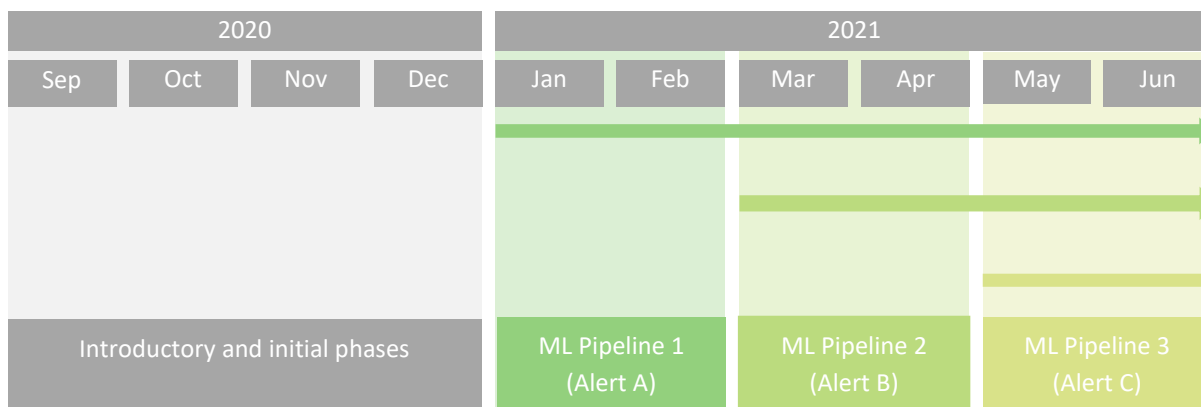 2020
2021
Sep
Oct
Nov
Dec
Jan
Feb
Mar
Apr
May
Jun
Introductory and initial phases
ML Pipeline 1
(Alert A)
ML Pipeline 2
(Alert B)
ML Pipeline 3
(Alert C)